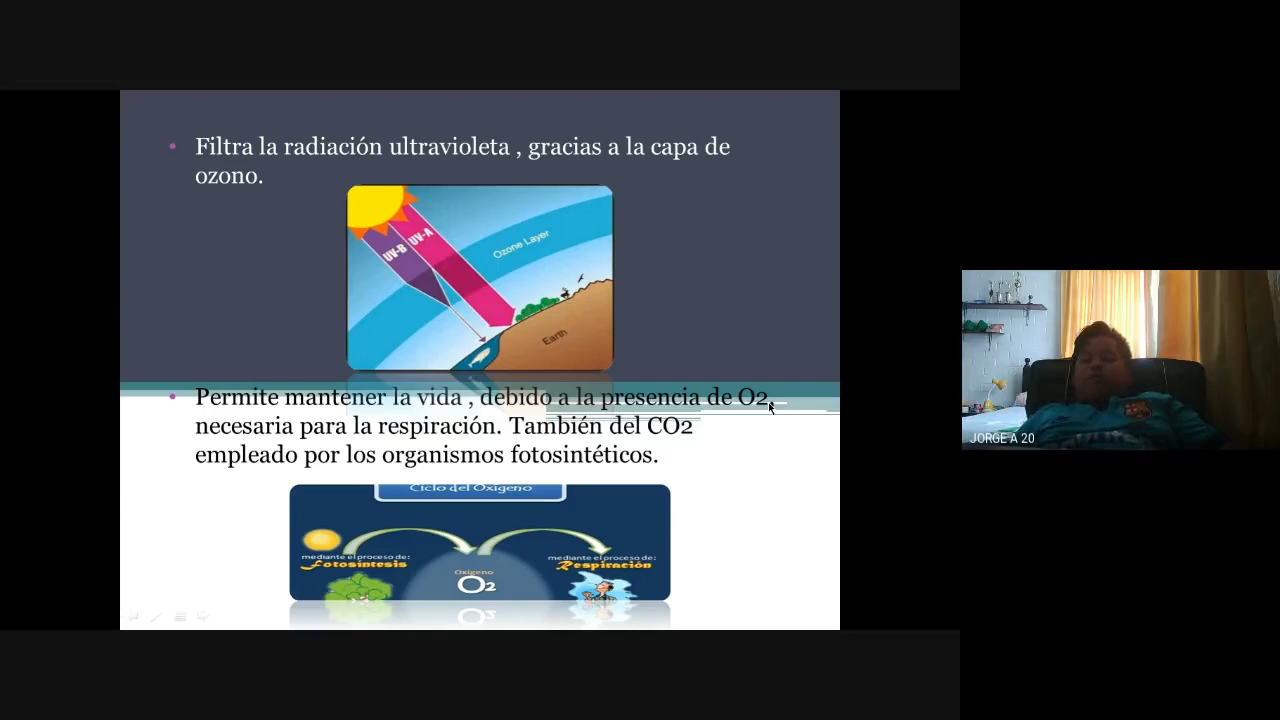 Filtra la radiación ultravioleta , gracias a la capa de
ozono.
UV-B
UV-A
Ozone Layer
Earth
Permite mantener la vida , debido a la presencia de O2,
necesaria para la respiración. También del CO2
empleado por los organismos fotosintéticos.
Ciclo del Oxígeno
mediante el proceso de:
Fotosíntesis
Oxígeno
O2
mediante el proceso de:
Respiración
JORGE A 20